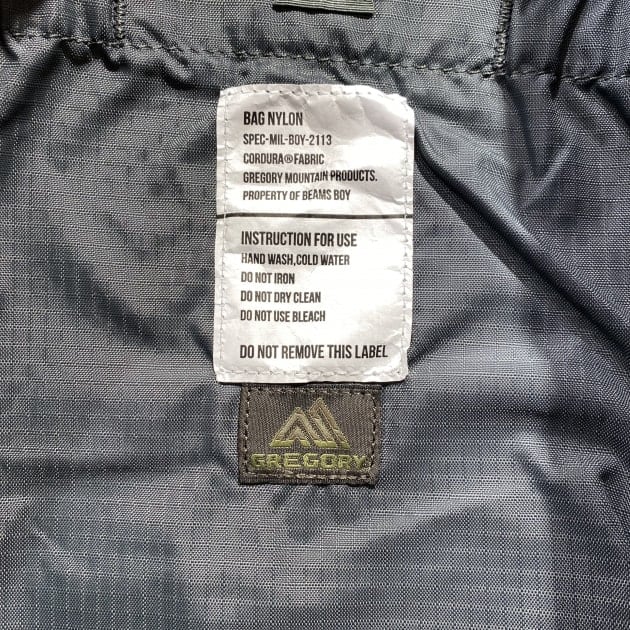 BAG NYLON
SPEC-MIL-BOY-2113
CORDURA®FABRIC
GREGORY MOUNTAIN PRODUCTS.
PROPERTY OF BEAMS BOY
INSTRUCTION FOR USE
HAND WASH,COLD WATER
DO NOT IRON
DO NOT DRY CLEAN
DO NOT USE BLEACH
DO NOT REMOVE THIS LABEL
GREGORY